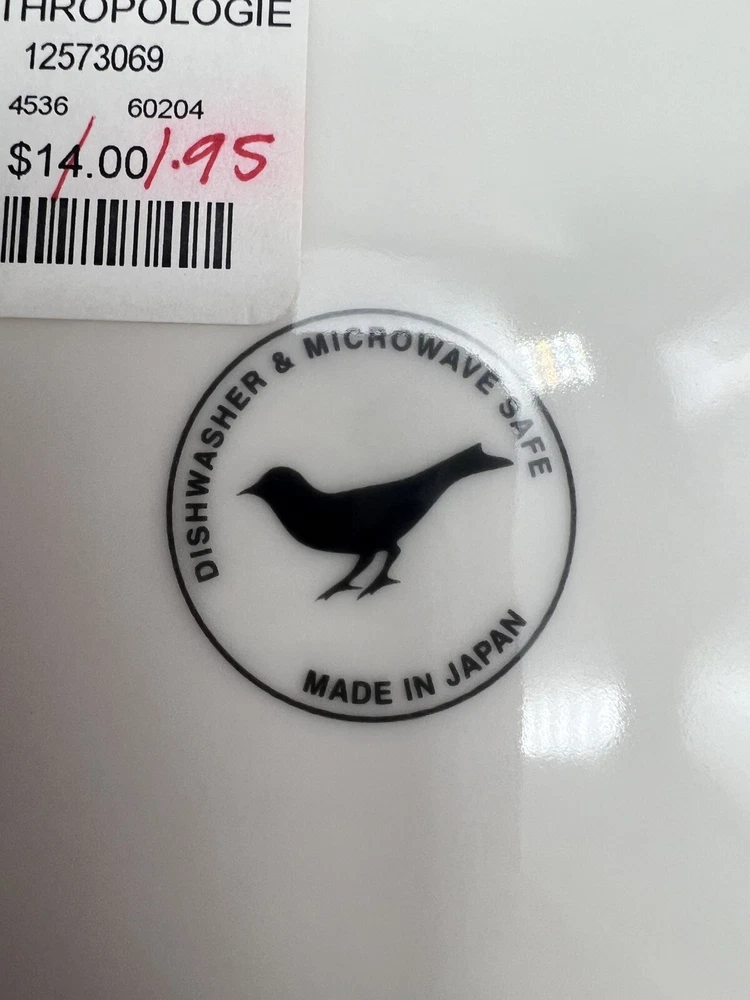 THROPOLOGIE
12573069
4536 60204
$14.00 1.95
DISHWASHER & MICROWAVE SAFE
MADE IN JAPAN